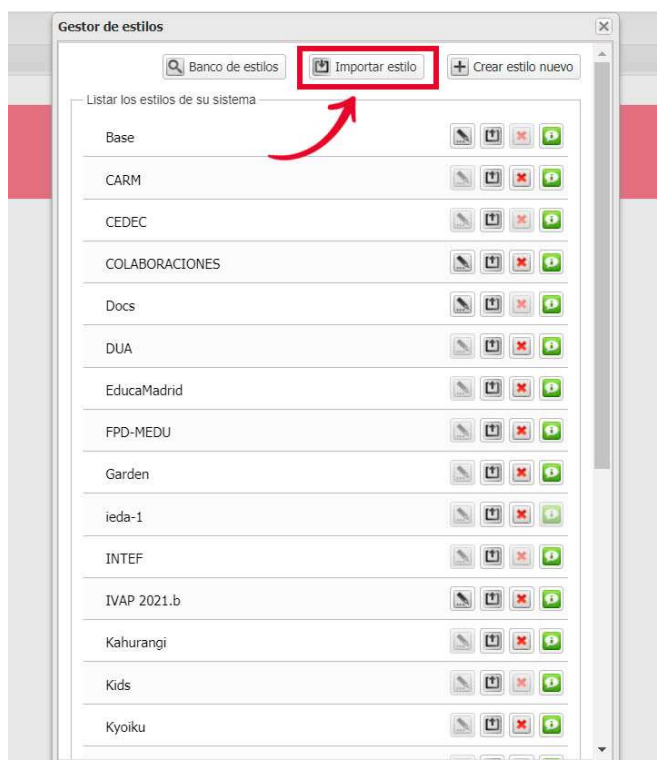 Gestor de estilos
Banco de estilos Importar estilo Crear estilo nuevo
Listar los estilos de su sistema
Base
CARM
CEDEC
COLABORACIONES
Docs
DUA
EducaMadrid
FPD-MEDU
Garden
ieda-1
INTEF
IVAP 2021.b
Kahurangi
Kids
Kyoiku